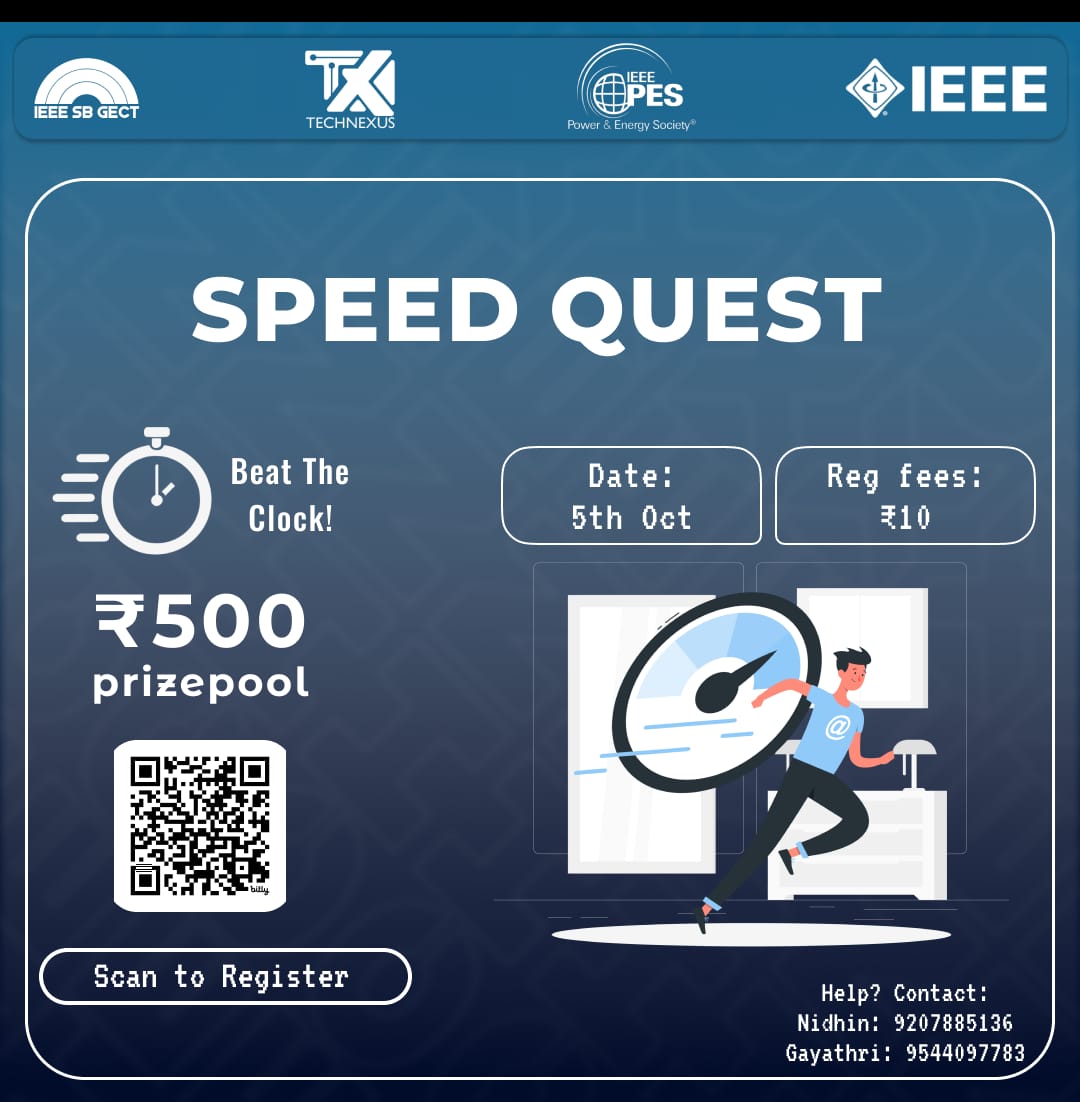 IEEE SB GECT
TX
TECHNEXUS
IEEE
PES
Power & Energy Society®
IEEE
SPEED QUEST
Beat The
Clock!
Date:
5th Oct
Reg fees:
₹10
₹500
prizepool
@
bitly
Scan to Register
Help? Contact:
Nidhin: 9207885136
Gayathri: 9544097783